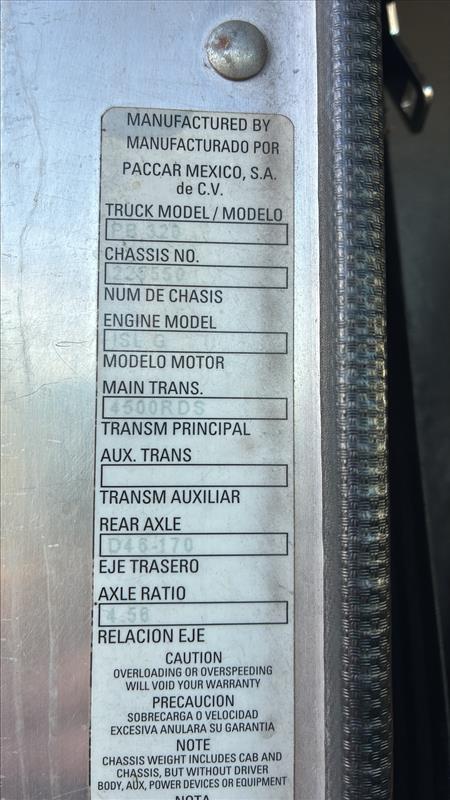 MANUFACTURED BY
MANUFACTURADO POR
PACCAR MEXICO, S.A.
de C.V.
TRUCK MODEL / MODELO
PB 320
CHASSIS NO.
NUM DE CHASIS
ENGINE MODEL
ISL G
MODELO MOTOR
MAIN TRANS.
4500RDS
TRANSM PRINCIPAL
AUX. TRANS
TRANSM AUXILIAR
REAR AXLE
D46-170
EJE TRASERO
AXLE RATIO
4.56
RELACION EJE
CAUTION
OVERLOADING OR OVERSPEEDING
WILL VOID YOUR WARRANTY
PRECAUCION
SOBRECARGA O VELOCIDAD
EXCESIVA ANULARA SU GARANTIA
NOTE
CHASSIS WEIGHT INCLUDES CAB AND
CHASSIS, BUT WITHOUT DRIVER
BODY, AUX, POWER DEVICES OR EQUIPMENT
NOTA